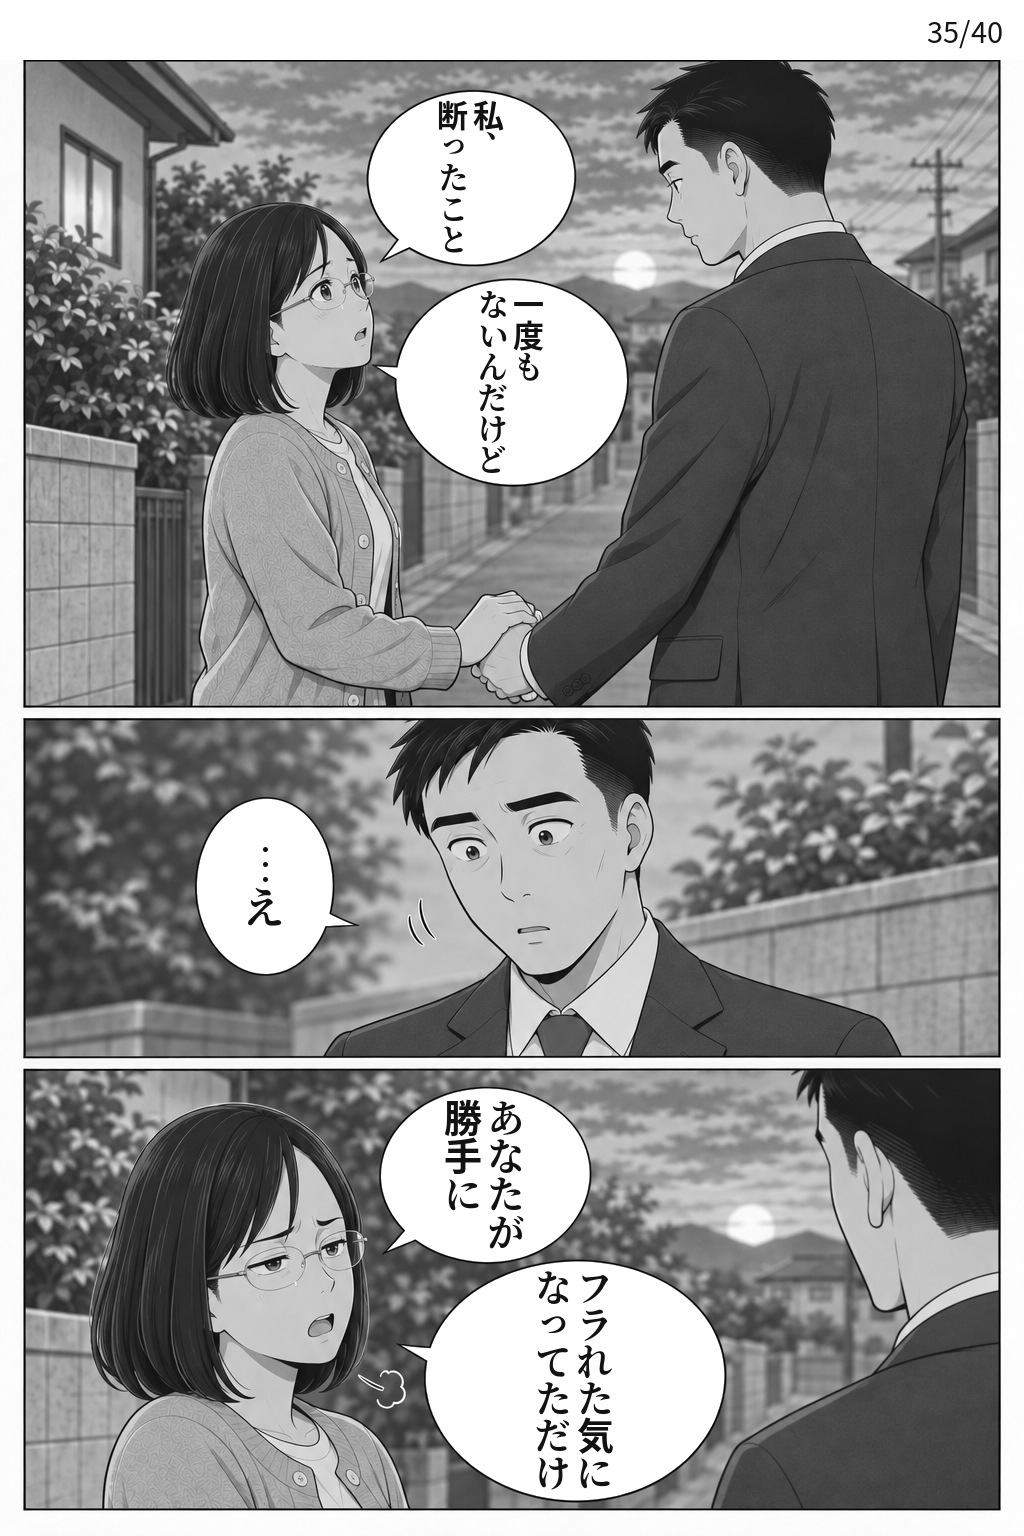 35/40
私、
断ったこと
一度も
ないんだけど
…え
あなたが
勝手に
フラれた気に
なってただけ